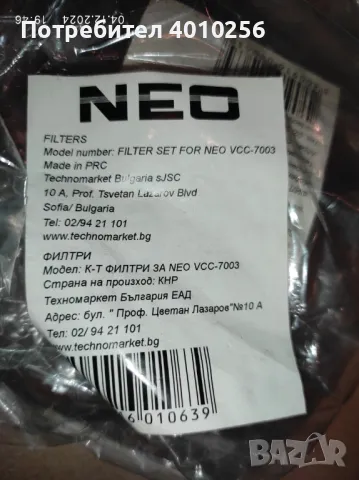 19:46 04.12.2024
Потребител 4010256
NEO
FILTERS
Model number: FILTER SET FOR NEO VCC-7003
Made in PRC
Technomarket Bulgaria sJSC
10 A, Prof. Tsvetan Lazarov Blvd
Sofia/ Bulgaria
Tel: 02/94 21 101
www.technomarket.bg
ФИЛТРИ
Модел: К-Т ФИЛТРИ ЗА NEO VCC-7003
Страна на произход: КНР
Техномаркет България ЕАД
Адрес: бул. " Проф. Цветан Лазаров"№10 А
Тел: 02/ 94 21 101
www.technomarket.bg
6 010639
BAZAR